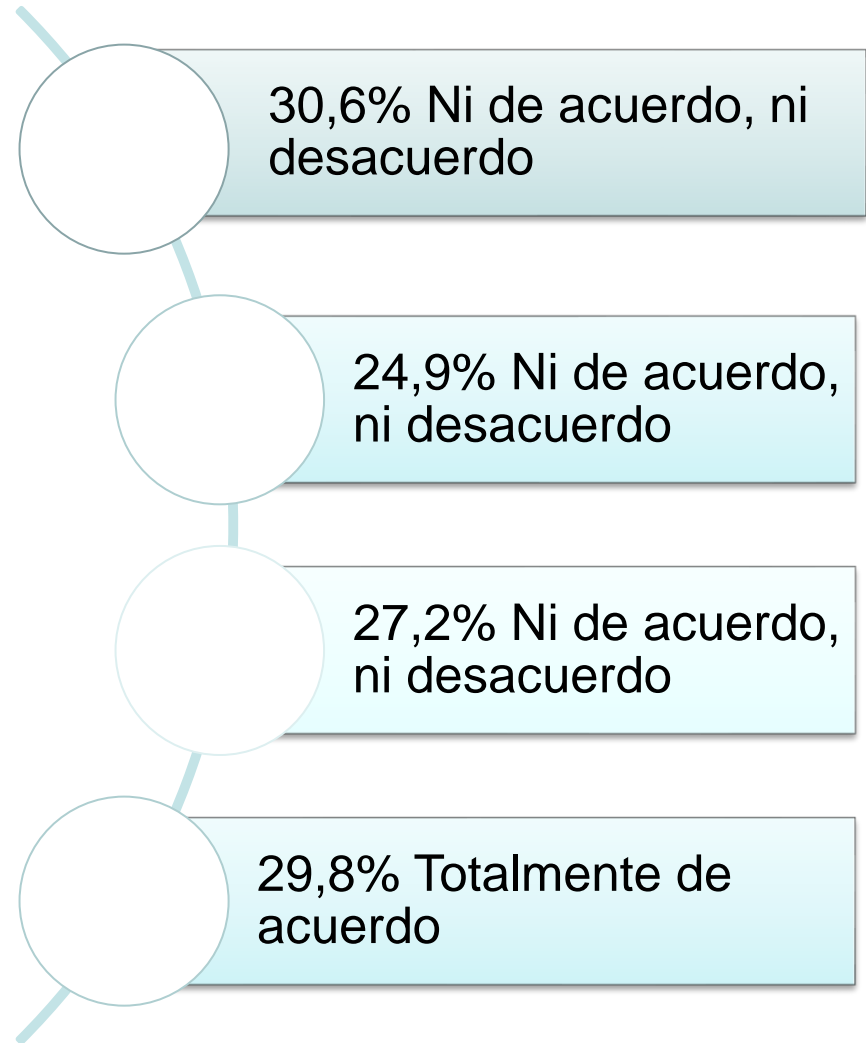 30,6% Ni de acuerdo, ni
desacuerdo
24,9% Ni de acuerdo,
ni desacuerdo
27,2% Ni de acuerdo,
ni desacuerdo
29,8% Totalmente de
acuerdo